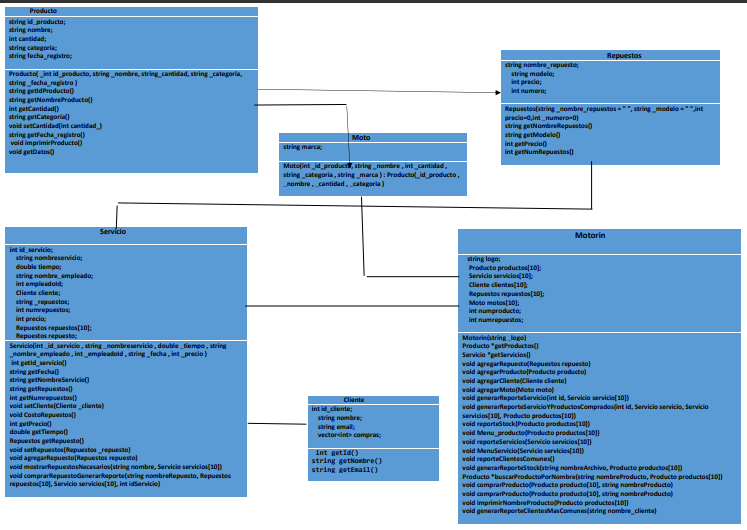 Producto
string id_producto;
string nombre;
int cantidad;
string categoria;
string fecha_registro;
Producto( _int id_producto, string _nombre, string_cantidad, string _categoria,
string _fecha_registro )
string getIdProducto()
string getNombreProducto()
int getCantidad()
string getCategoria()
void setCantidad(int cantidad_)
string getFecha_registro()
void imprimirProducto()
void getDatos()
Repuestos
string nombre_repuesto;
string modelo;
int precio;
int numero;
Repuestos(string _nombre_repuestos = " ", string _modelo = " ",int
precio=0,int _numero=0)
string getNombreRepuestos()
string getModelo()
int getPrecio()
int getNumRepuestos()
Moto
string marca;
Moto(int _id_producto, string _nombre , int _cantidad ,
string _categoria , string _marca ) : Producto(_id_producto ,
_nombre , _cantidad , _categoria )
Servicio
int id_servicio;
string nombreservicio;
double tiempo;
string nombre_empleado;
int empleadoId;
Cliente cliente;
string _repuestos;
int numrepuestos;
int precio;
Repuestos repuestos[10];
Repuestos repuesto;
Servicio(int _id_servicio , string _nombreservicio , double _tiempo , string
_nombre_empleado , int _empleadoId , string _fecha , int _precio )
int getId_servicio()
string getFecha()
string getNombreServicio()
string getRepuestos()
int getNumrepuestos()
void setCliente(Cliente _cliente)
void CostoRepuestos()
int getPrecio()
double getTiempo()
Repuestos getRepuesto()
void setRepuestos(Repuestos _repuesto)
void agregarRepuesto(Repuestos repuesto)
void mostrarRepuestosNecesarios(string nombre, Servicio servicios[10])
void comprarRepuestoGenerarReporte(string nombreRepuesto, Repuestos
repuestos[10], Servicio servicios[10], int idServicio)
Cliente
int id_cliente;
string nombre;
string email;
vector<int> compras;
int getId()
string getNombre()
string getEmail()
Motorin
string logo;
Producto productos[10];
Servicio servicios[10];
Cliente clientes[10];
Repuestos repuestos[10];
Moto motos[10];
int numproducto;
int numrepuestos;
Motorin(string _logo)
Producto *getProductos()
Servicio *getServicios()
void agregarRepuesto(Repuestos repuesto)
void agregarProducto(Producto producto)
void agregarCliente(Cliente cliente)
void agregarMoto(Moto moto)
void generarReporteServicio(int id, Servicio servicio[10])
void generarReporteServicioYProductosComprados(int id, Servicio servicio, Servicio
servicios[10], Producto productos[10])
void reporteStock(Producto productos[10])
void Menu_producto(Producto productos[10])
void reporteServicios(Servicio servicios[10])
void MenuServicio(Servicio servicios[10])
void reporteClientesComunes()
void generarReporteStock(string nombreArchivo, Producto productos[10])
Producto *buscarProductoPorNombre(string nombreProducto, Producto productos[10])
void comprarProducto(Producto productos[10], string nombreProducto)
void comprarProducto(Producto productos[10], string nombreProducto)
void imprimirNombreProducto(Producto productos[10])
void generarReporteClientesMasComunes(string nombre_cliente)